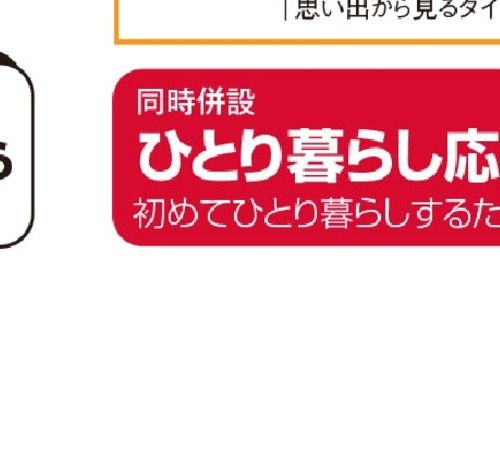 ｜思い出から見るタイ
ら
同時併設
ひとり暮らし応
初めてひとり暮らしするた